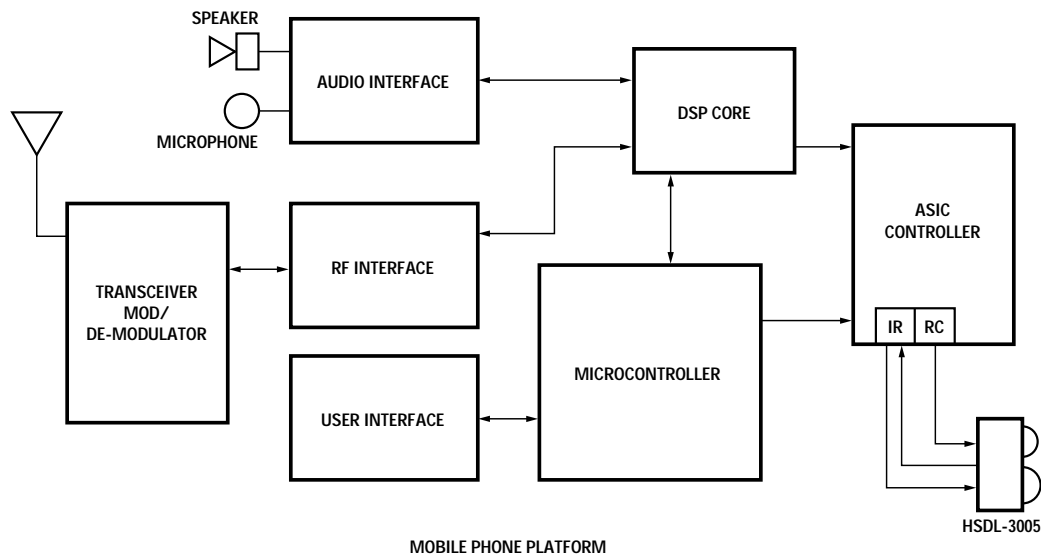 SPEAKER
AUDIO INTERFACE
MICROPHONE
DSP CORE
ASIC
CONTROLLER
RF INTERFACE
TRANSCEIVER
MOD/
DE-MODULATOR
IR RC
MICROCONTROLLER
USER INTERFACE
HSDL-3005
MOBILE PHONE PLATFORM